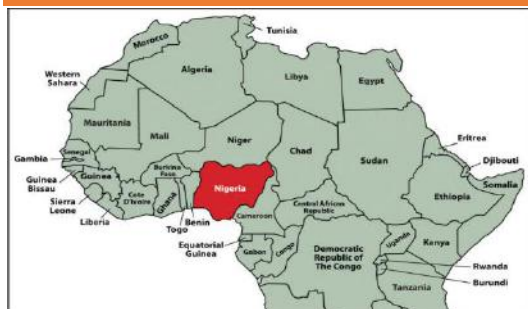 Tunisia
Morocco
Algeria
Libya
Egypt
Western
Sahara
Mauritania
Mali
Niger
Chad
Sudan
Eritrea
Djibouti
Senegal
Gambia
Guinea
Bissau
Guinea
Burkina
Faso
Nigeria
Somalia
Ethiopia
Sierra
Leone
Cote
D'Ivoire
Ghana
Liberia
Togo
Benin
Cameroon
Central African
Republic
Equatorial
Guinea
Gabon
Congo
Democratic
Republic of
The Congo
Uganda
Kenya
Rwanda
Burundi
Tanzania